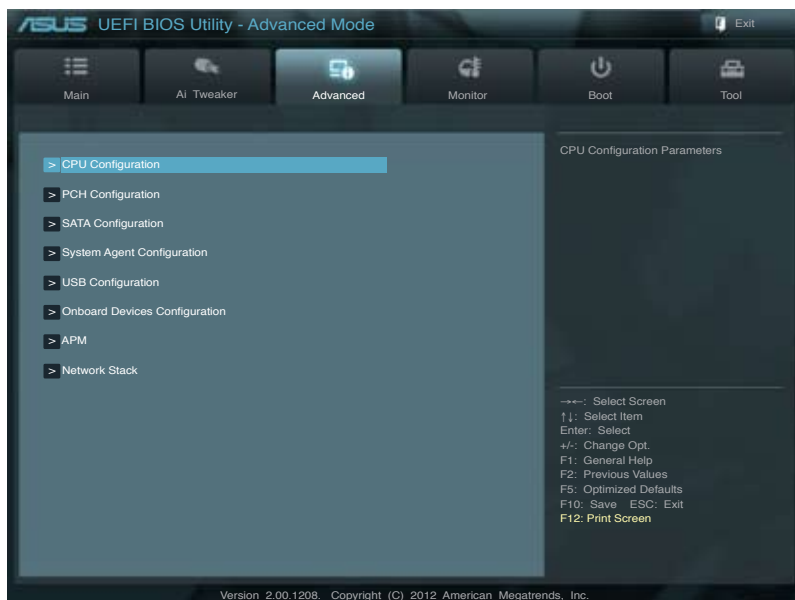 ASUS UEFI BIOS Utility - Advanced Mode
Exit
Main
Ai Tweaker
Advanced
Monitor
Boot
Tool
> CPU Configuration
> PCH Configuration
> SATA Configuration
> System Agent Configuration
> USB Configuration
> Onboard Devices Configuration
> APM
> Network Stack
CPU Configuration Parameters
→←: Select Screen
↑↓: Select Item
Enter: Select
+/-: Change Opt.
F1: General Help
F2: Previous Values
F5: Optimized Defaults
F10: Save ESC: Exit
F12: Print Screen
Version 2.00.1208. Copyright (C) 2012 American Megatrends, Inc.